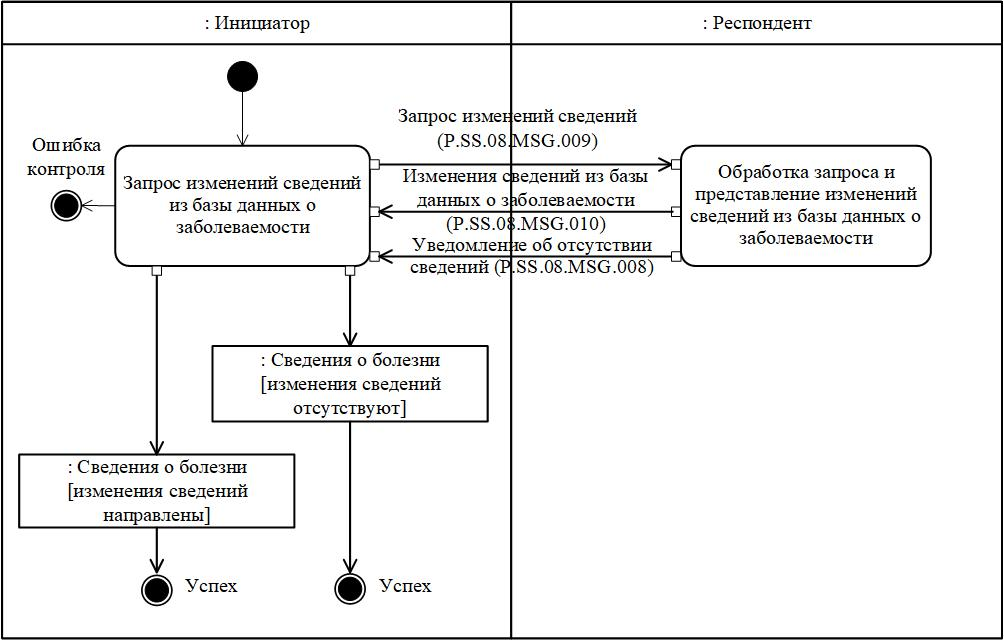 : Инициатор
: Респондент
Запрос изменений сведений
(P.SS.08.MSG.009)
Ошибка
контроля
Запрос изменений сведений
из базы данных о
заболеваемости
Изменения сведений из базы
данных о заболеваемости
(P.SS.08.MSG.010)
Уведомление об отсутствии
сведений (P.SS.08.MSG.008)
Обработка запроса и
представление изменений
сведений из базы данных о
заболеваемости
: Сведения о болезни
[изменения сведений
отсутствуют]
: Сведения о болезни
[изменения сведений
направлены]
Успех
Успех